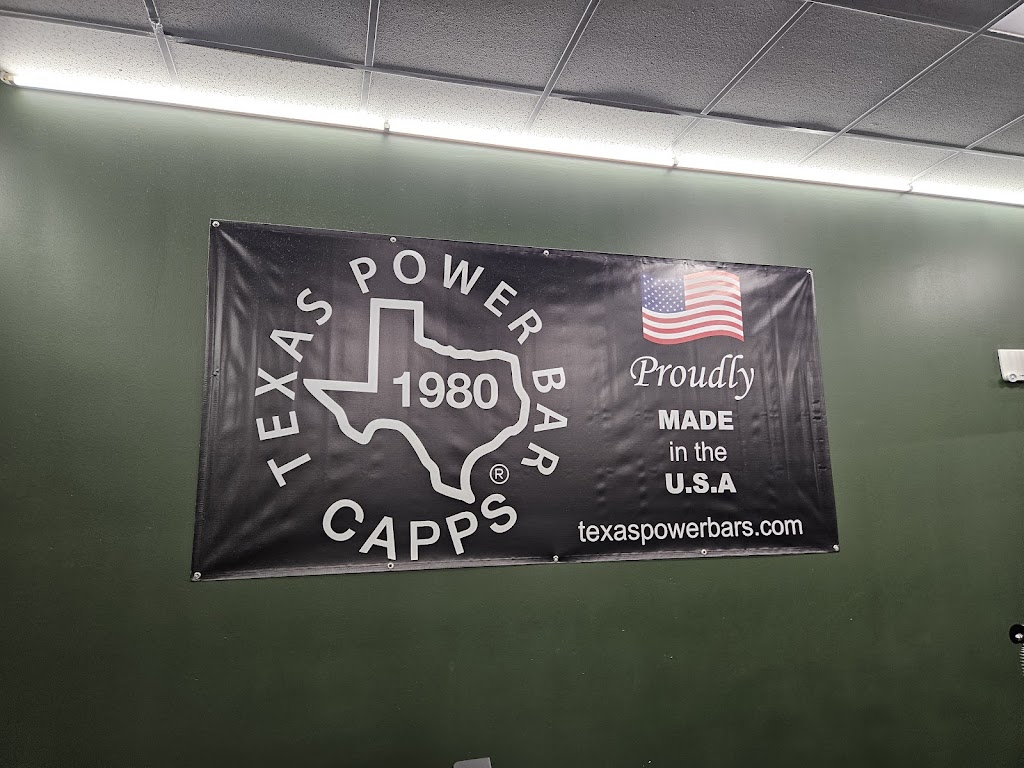 TEXAS POWER BAR
1980
®
CAPPS
Proudly
MADE
in the
U.S.A
texaspowerbars.com